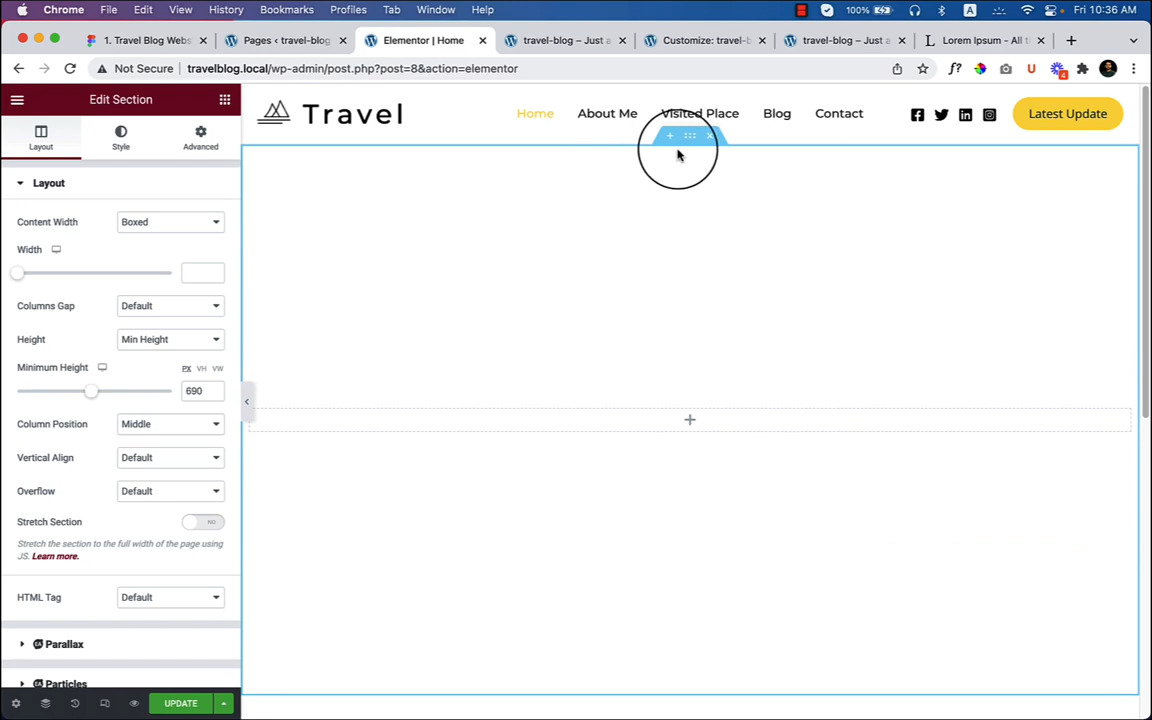 Chrome File Edit View History Bookmarks Profiles Tab Window Help 100% A Fri 10:36 AM
1. Travel Blog Webs Pages ‹ travel-blog Elementor | Home travel-blog – Just a Customize: travel-b travel-blog – Just a Lorem Ipsum - All t
Not Secure travelblog.local/wp-admin/post.php?post=8&action=elementor f? U 4
Edit Section
Travel Home About Me Visited Place Blog Contact Latest Update
Layout Style Advanced
Layout
Content Width Boxed
Width
Columns Gap Default
Height Min Height
Minimum Height PX VH VW
690
Column Position Middle
Vertical Align Default
Overflow Default
Stretch Section NO
Stretch the section to the full width of the page using
JS. Learn more.
HTML Tag Default
Parallax
Particles
UPDATE